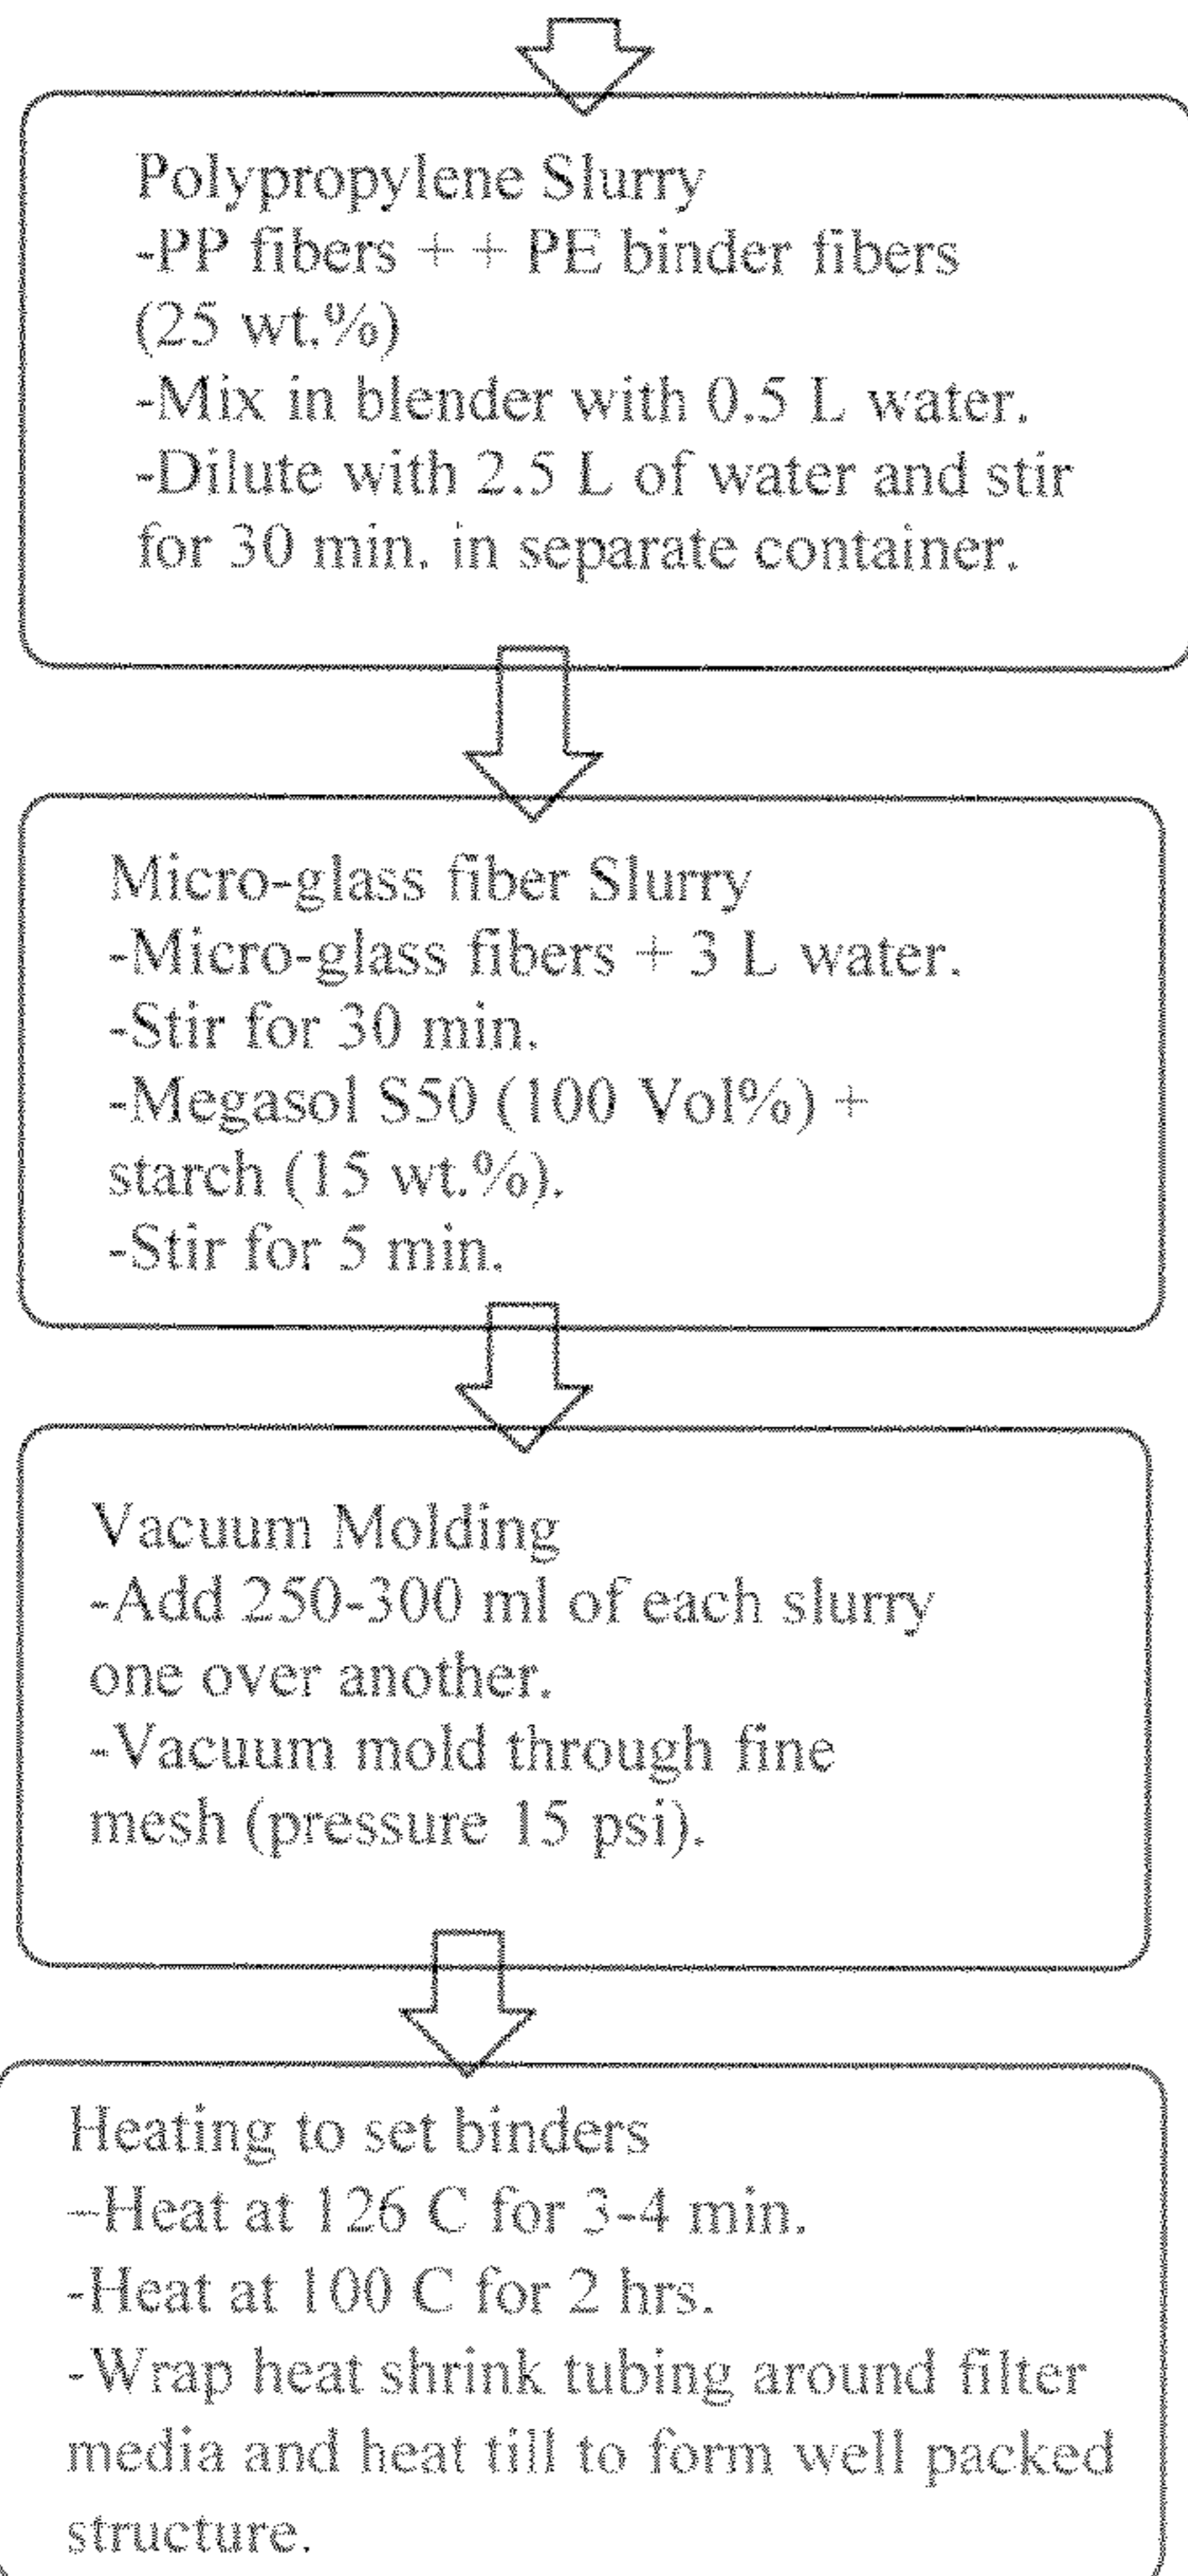 Polypropylene Slurry
-PP fibers + + PE binder fibers
(25 wt.%)
-Mix in blender with 0.5 L water.
-Dilute with 2.5 L of water and stir
for 30 min. in separate container.
Micro-glass fiber Slurry
-Micro-glass fibers + 3 L water.
-Stir for 30 min.
-Megasol S50 (100 Vol%) +
starch (15 wt.%).
-Stir for 5 min.
Vacuum Molding
-Add 250-300 ml of each slurry
one over another.
-Vacuum mold through fine
mesh (pressure 15 psi).
Heating to set binders
–Heat at 126 C for 3-4 min.
-Heat at 100 C for 2 hrs.
-Wrap heat shrink tubing around filter
media and heat till to form well packed
structure.